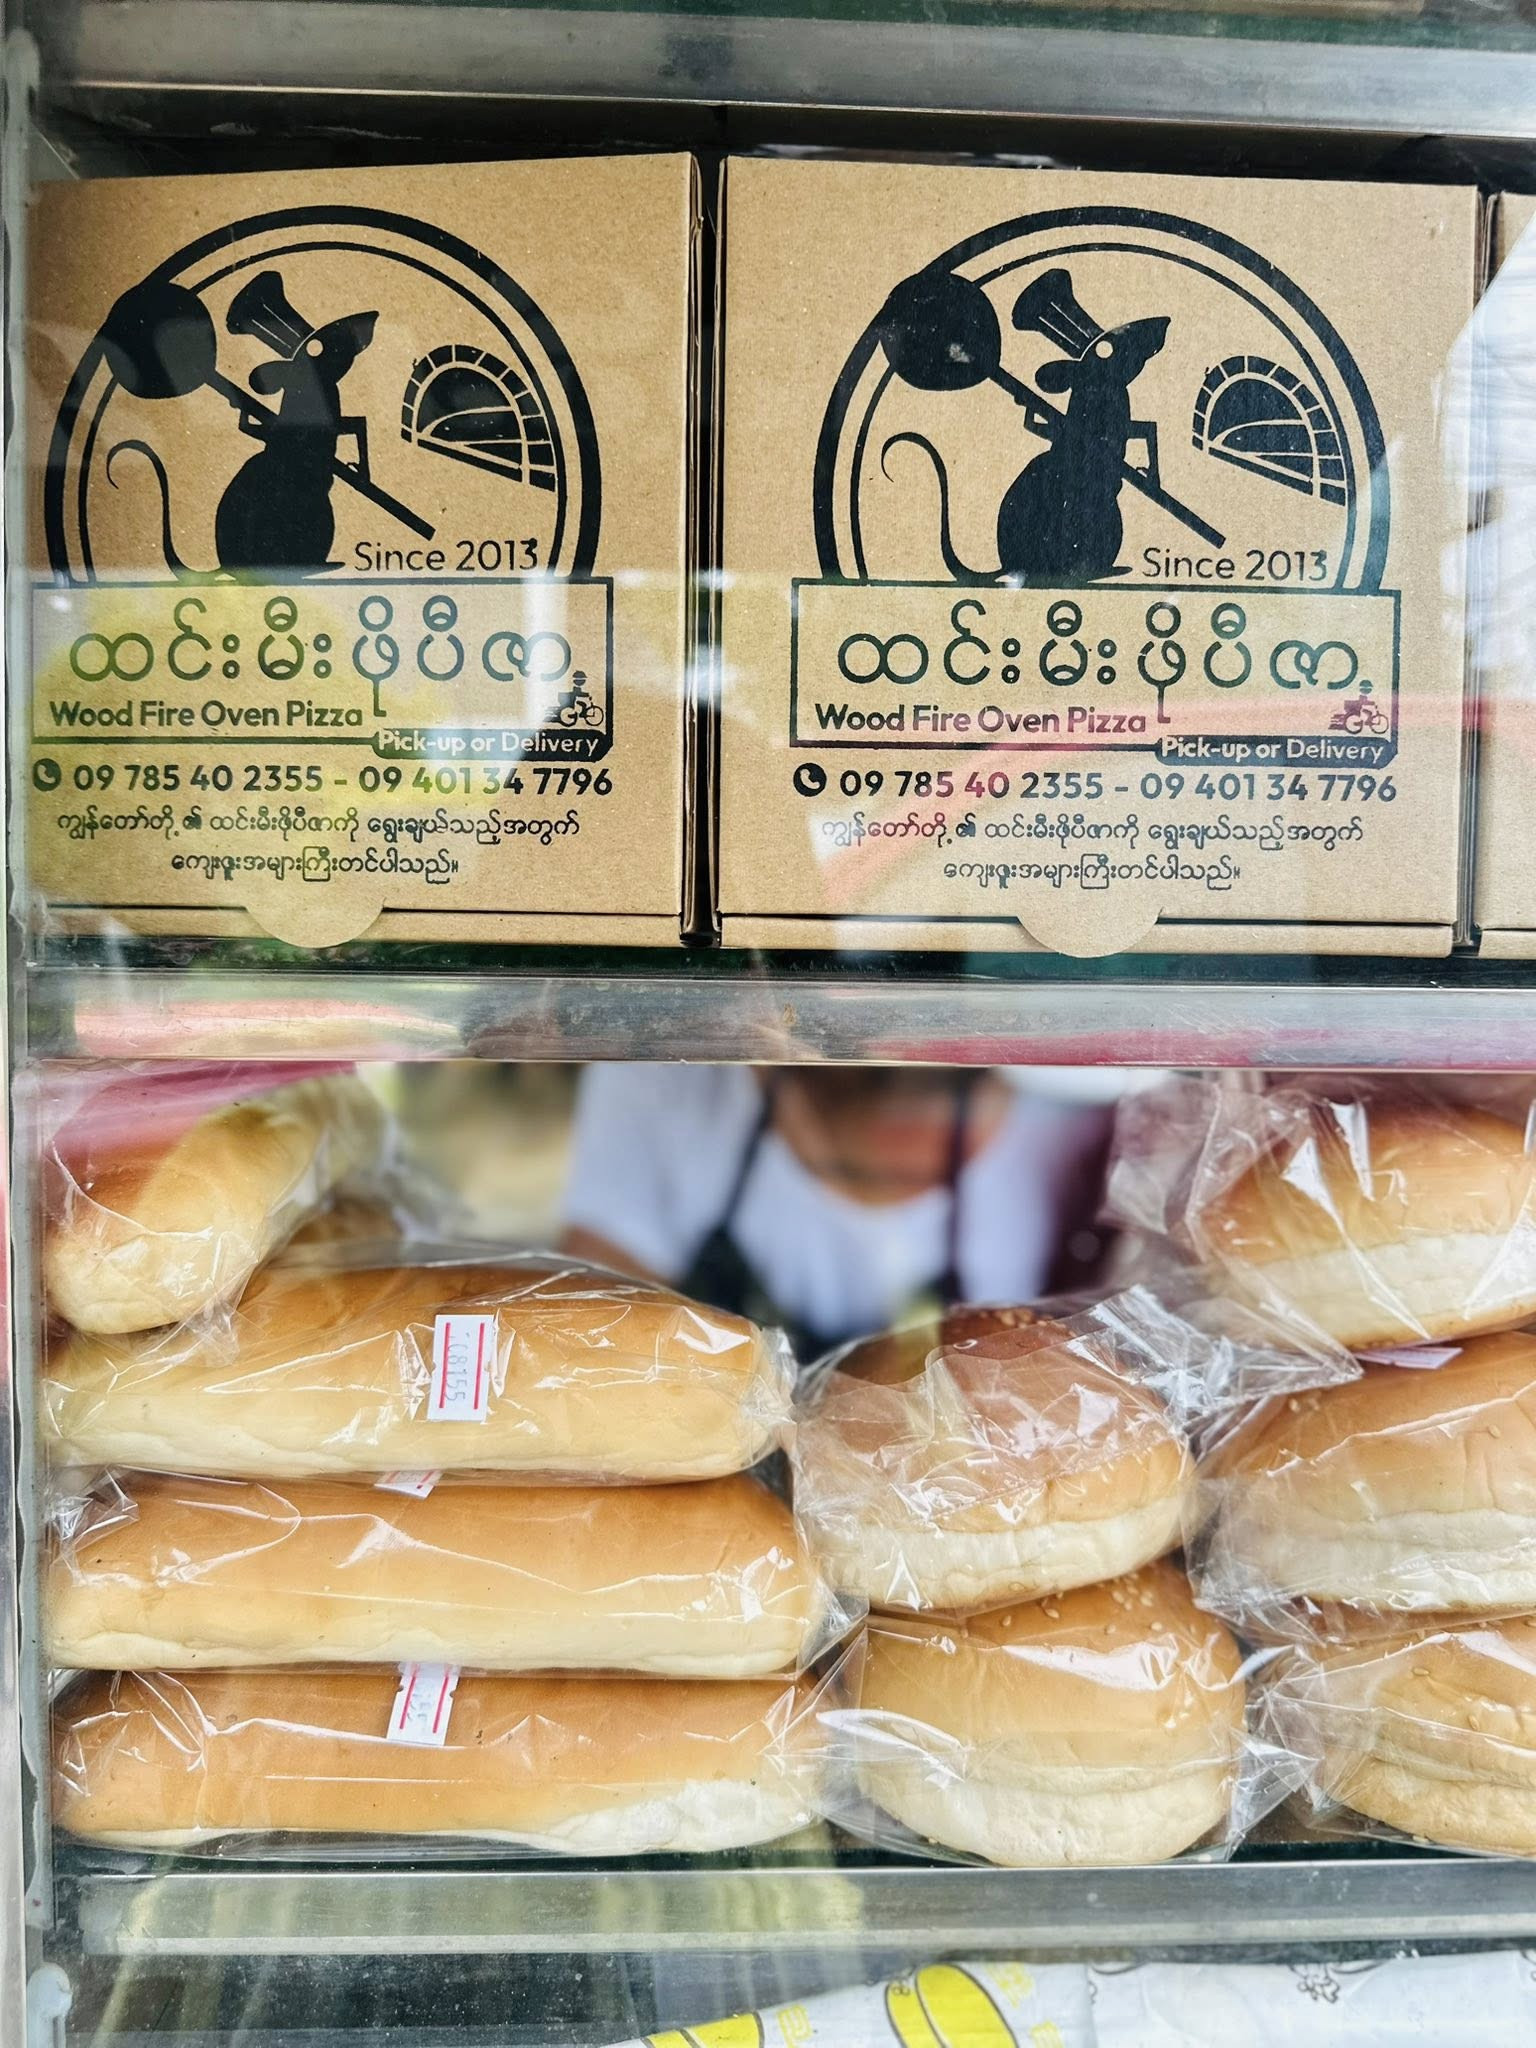 Since 2013
ထင်းမီးဖိုပီဇာ
Wood Fire Oven Pizza
Pick-up or Delivery
09 785 40 2355 - 09 401 34 7796
ကျွန်တော်တို့၏ ထင်းမီးဖိုပီဇာကို ရွေးချယ်သည့်အတွက်
ကျေးဇူးအများကြီးတင်ပါသည်။
Since 2013
ထင်းမီးဖိုပီဇာ
Wood Fire Oven Pizza
Pick-up or Delivery
09 785 40 2355 - 09 401 34 7796
ကျွန်တော်တို့၏ ထင်းမီးဖိုပီဇာကို ရွေးချယ်သည့်အတွက်
ကျေးဇူးအများကြီးတင်ပါသည်။